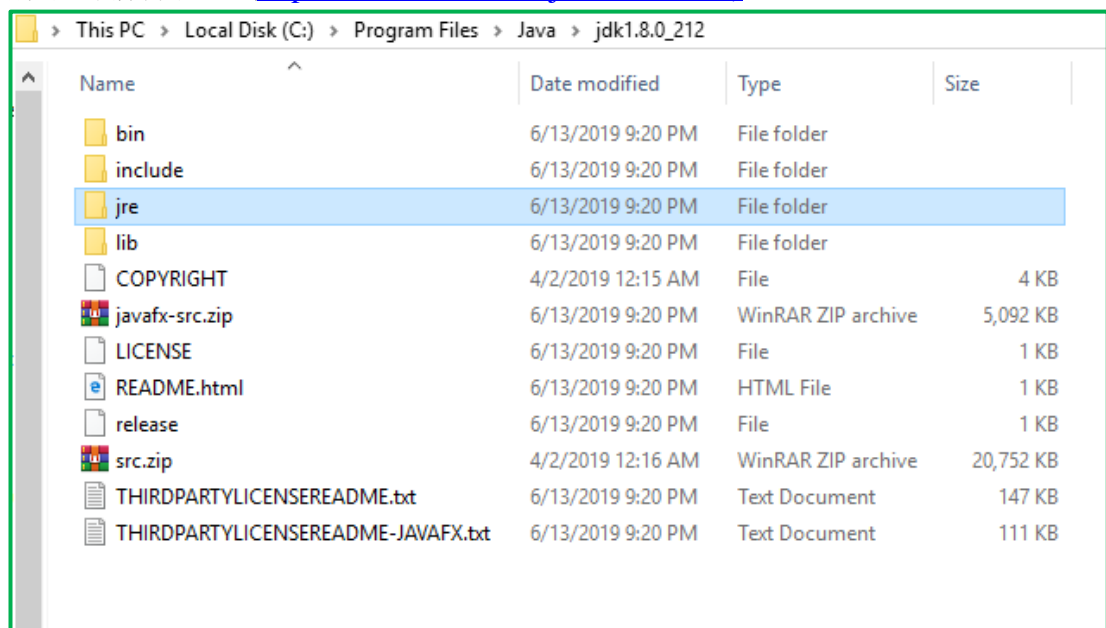 This PC > Local Disk (C:) > Program Files > Java > jdk1.8.0_212
Name Date modified Type Size
bin 6/13/2019 9:20 PM File folder
include 6/13/2019 9:20 PM File folder
jre 6/13/2019 9:20 PM File folder
lib 6/13/2019 9:20 PM File folder
COPYRIGHT 4/2/2019 12:15 AM File 4 KB
javafx-src.zip 6/13/2019 9:20 PM WinRAR ZIP archive 5,092 KB
LICENSE 6/13/2019 9:20 PM File 1 KB
README.html 6/13/2019 9:20 PM HTML File 1 KB
release 6/13/2019 9:20 PM File 1 KB
src.zip 4/2/2019 12:16 AM WinRAR ZIP archive 20,752 KB
THIRDPARTYLICENSEREADME.txt 6/13/2019 9:20 PM Text Document 147 KB
THIRDPARTYLICENSEREADME-JAVAFX.txt 6/13/2019 9:20 PM Text Document 111 KB